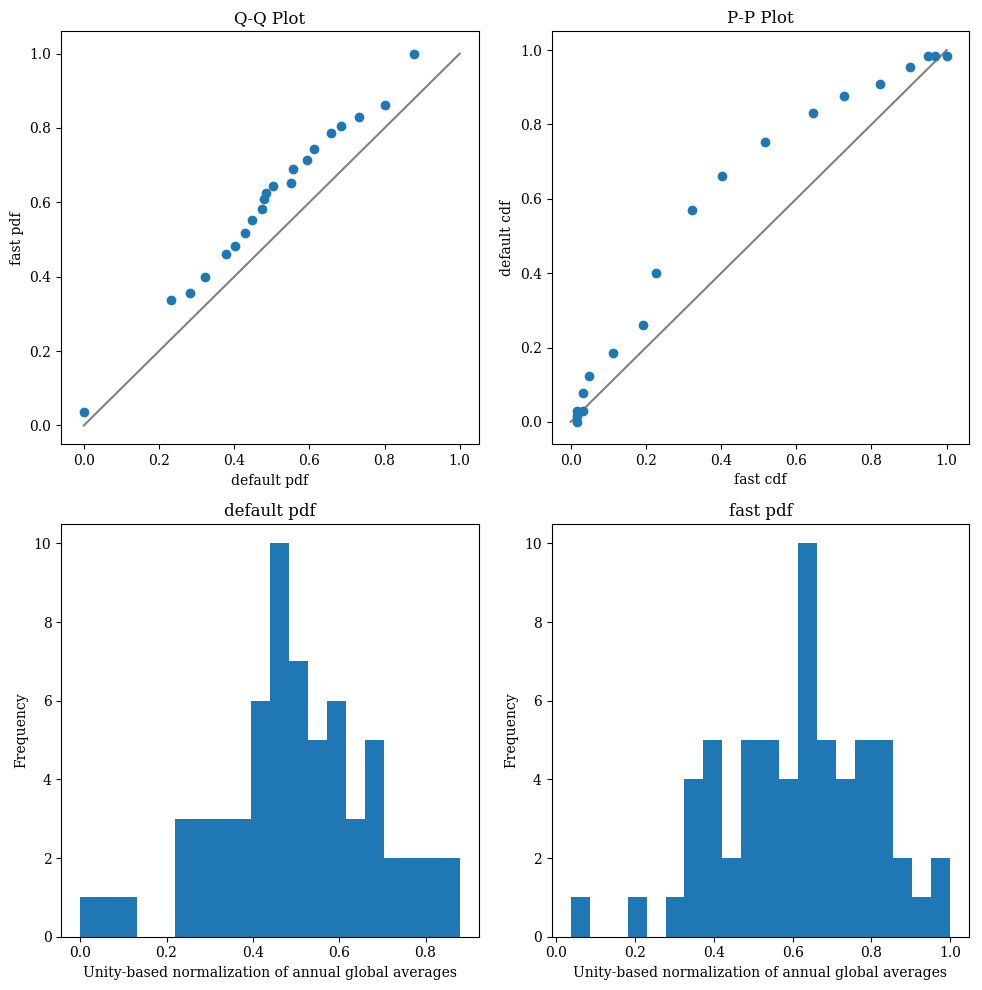 Q-Q Plot
1.0
0.8
0.6
0.4
0.2
0.0
fast pdf
0.0 0.2 0.4 0.6 0.8 1.0
default pdf
P-P Plot
1.0
0.8
0.6
0.4
0.2
0.0
default cdf
0.0 0.2 0.4 0.6 0.8 1.0
fast cdf
default pdf
10
8
6
4
2
0
Frequency
0.0 0.2 0.4 0.6 0.8
Unity-based normalization of annual global averages
fast pdf
10
8
6
4
2
0
Frequency
0.0 0.2 0.4 0.6 0.8 1.0
Unity-based normalization of annual global averages